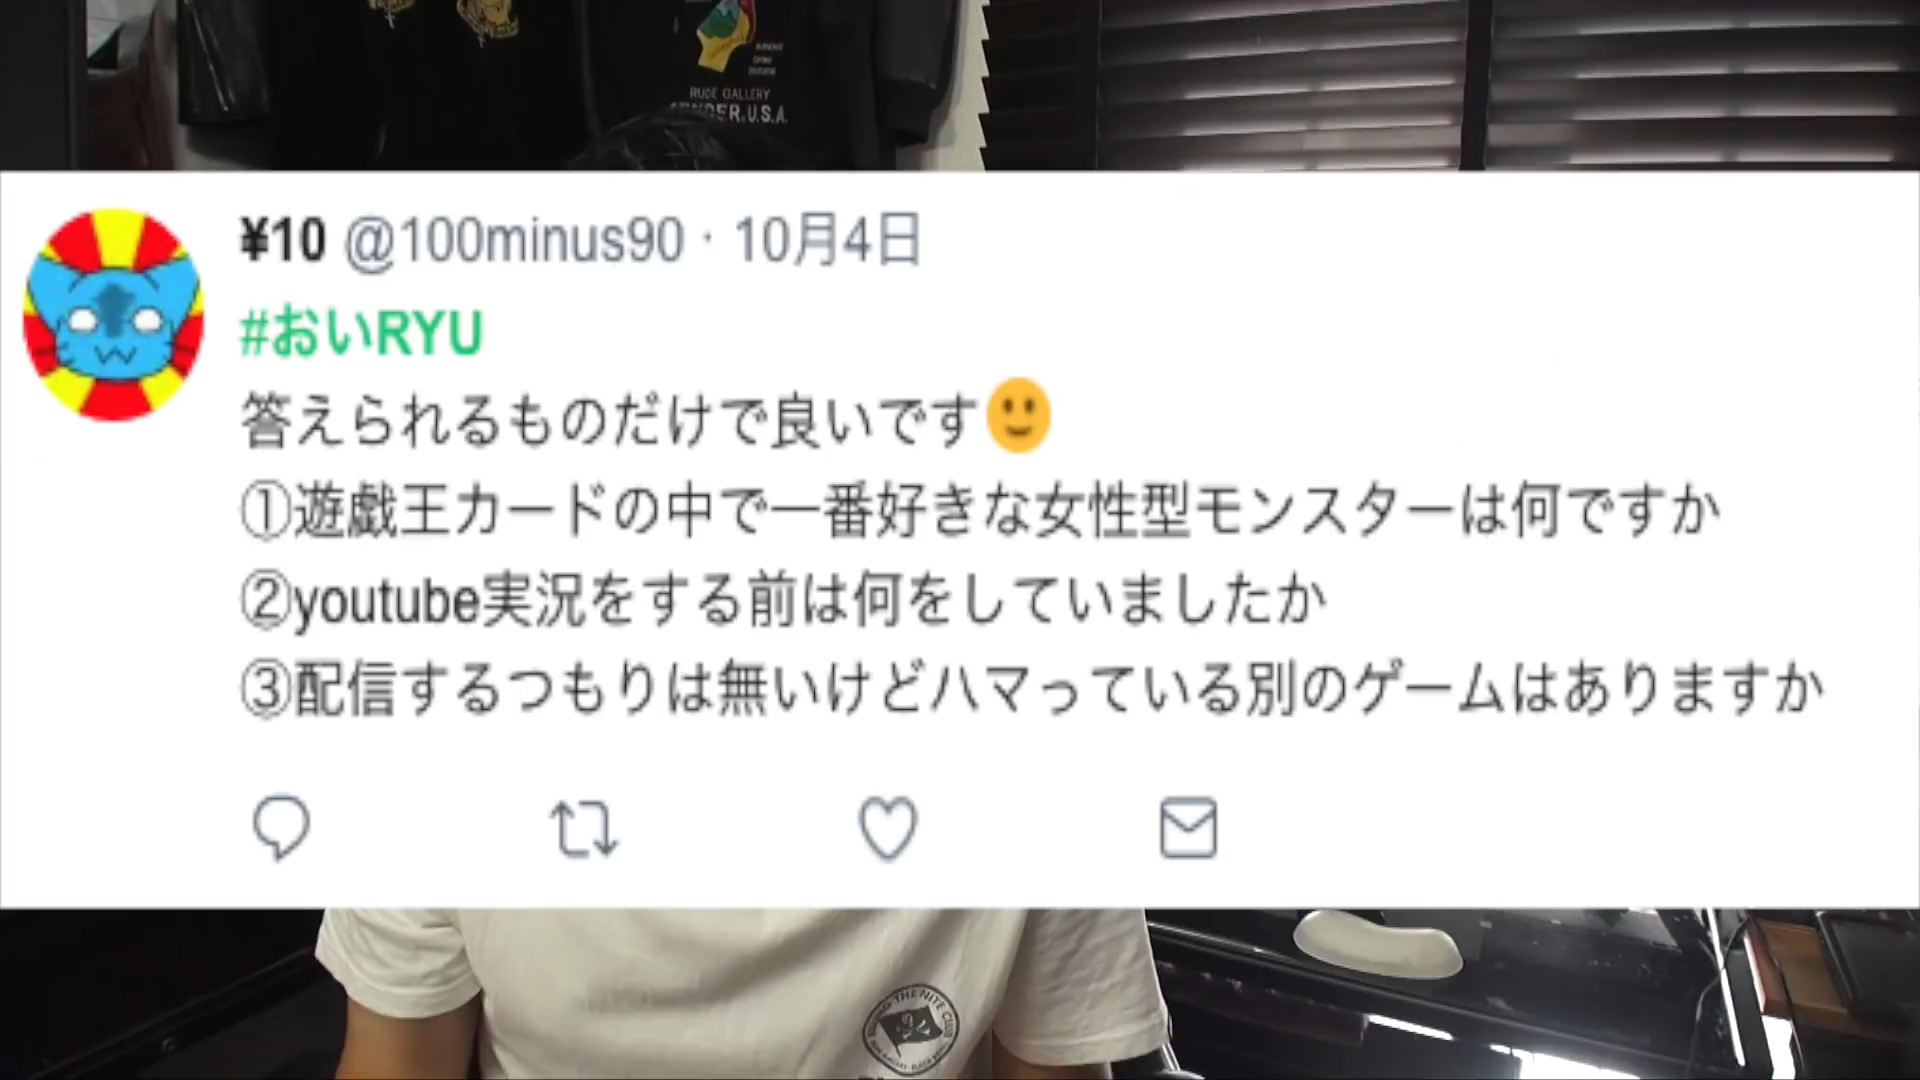 RUDE GALLERY
¥10 @100minus90 · 10月4日
#おいRYU
答えられるものだけで良いです🙂
①遊戯王カードの中で一番好きな女性型モンスターは何ですか
②youtube実況をする前は何をしていましたか
③配信するつもりは無いけどハマっている別のゲームはありますか
THE NITE CLUB